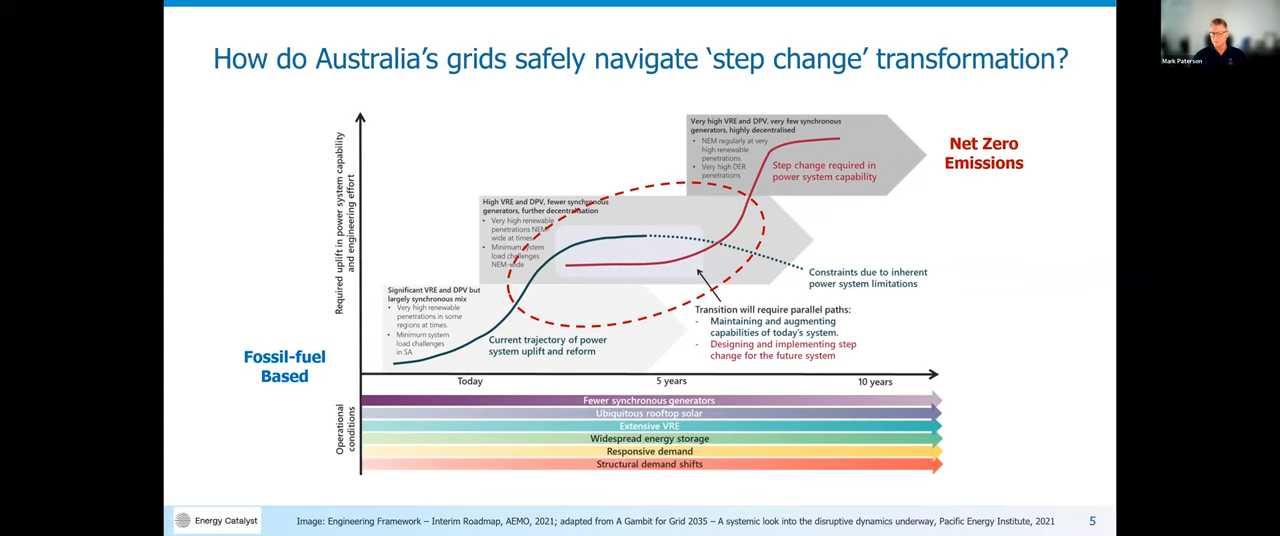 How do Australia's grids safely navigate 'step change' transformation?
Mark Paterson
Required uplift in power system capability
and engineering effort
Very high VRE and DPV, very few synchronous
generators, highly decentralised
• NEM regularly at very
high renewable
penetrations.
• Very high DER
penetrations
Step change required in
power system capability
Net Zero
Emissions
High VRE and DPV, fewer synchronous
generators, further decentralisation
• Very high renewable
penetrations NEM-
wide at times
• Minimum system
load challenges
NEM-wide
Constraints due to inherent
power system limitations
Significant VRE and DPV but
largely synchronous mix
• Very high renewable
penetrations in some
regions at times.
• Minimum system
load challenges
in SA
Current trajectory of power
system uplift and reform
Transition will require parallel paths:
- Maintaining and augmenting
capabilities of today's system.
- Designing and implementing step
change for the future system
Fossil-fuel
Based
Today
5 years
10 years
Operational
conditions
Fewer synchronous generators
Ubiquitous rooftop solar
Extensive VRE
Widespread energy storage
Responsive demand
Structural demand shifts
Energy Catalyst
Image: Engineering Framework – Interim Roadmap, AEMO, 2021; adapted from A Gambit for Grid 2035 – A systemic look into the disruptive dynamics underway, Pacific Energy Institute, 2021
5